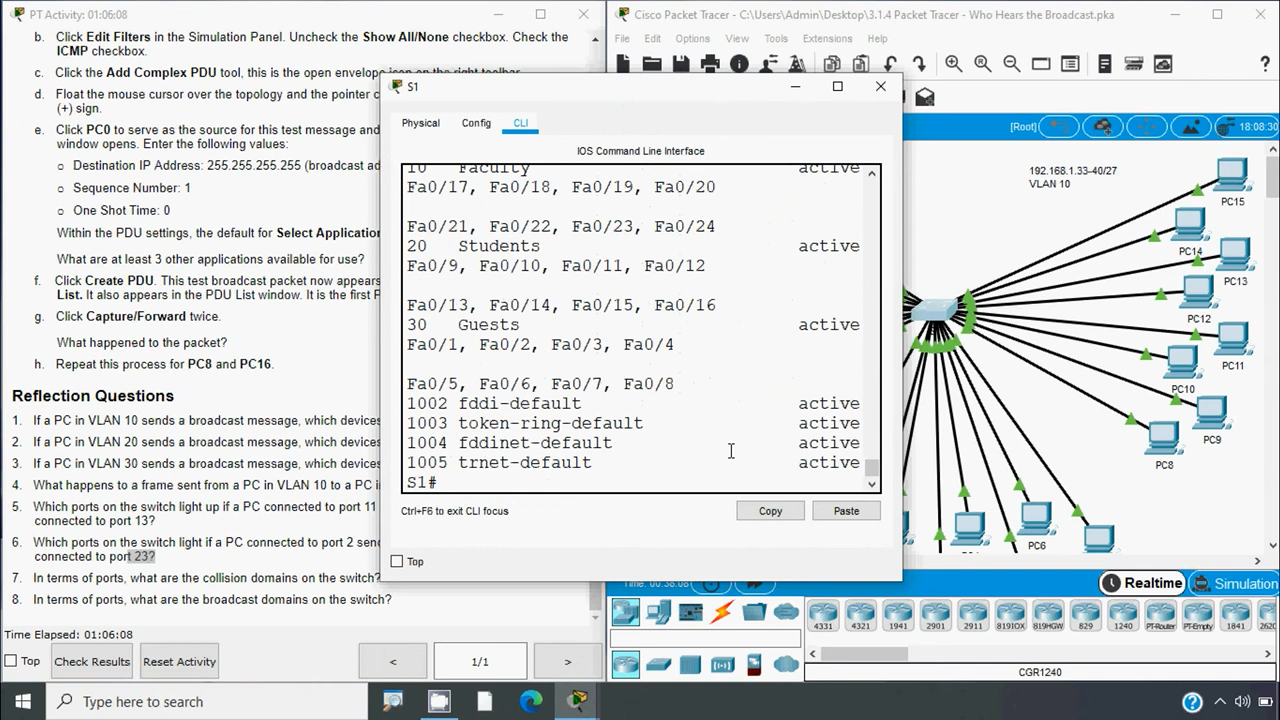 PT Activity: 01:06:08
b. Click Edit Filters in the Simulation Panel. Uncheck the Show All/None checkbox. Check the
ICMP checkbox.
c. Click the Add Complex PDU tool, this is the open envelope icon on the right toolbar.
d. Float the mouse cursor over the topology and the pointer c
(+) sign.
e. Click PC0 to serve as the source for this test message and
window opens. Enter the following values:
o Destination IP Address: 255.255.255.255 (broadcast ad
o Sequence Number: 1
o One Shot Time: 0
Within the PDU settings, the default for Select Application
What are at least 3 other applications available for use?
f. Click Create PDU. This test broadcast packet now appears
List. It also appears in the PDU List window. It is the first P
g. Click Capture/Forward twice.
What happened to the packet?
h. Repeat this process for PC8 and PC16.
Reflection Questions
1. If a PC in VLAN 10 sends a broadcast message, which devices
2. If a PC in VLAN 20 sends a broadcast message, which devices
3. If a PC in VLAN 30 sends a broadcast message, which devices
4. What happens to a frame sent from a PC in VLAN 10 to a PC in
5. Which ports on the switch light up if a PC connected to port 11
connected to port 13?
6. Which ports on the switch light if a PC connected to port 2 send
connected to port 23?
7. In terms of ports, what are the collision domains on the switch?
8. In terms of ports, what are the broadcast domains on the switch?
Time Elapsed: 01:06:08
Top
Check Results
Reset Activity
<
1/1
>
Cisco Packet Tracer - C:\Users\Admin\Desktop\3.1.4 Packet Tracer - Who Hears the Broadcast.pka
File Edit Options View Tools Extensions Help
[Root]
18:08:30
192.168.1.33-40/27
VLAN 10
PC15
PC14
PC13
PC12
PC11
PC10
PC9
PC8
PC6
S1
Physical Config CLI
IOS Command Line Interface
10 Faculty active
Fa0/17, Fa0/18, Fa0/19, Fa0/20
Fa0/21, Fa0/22, Fa0/23, Fa0/24
20 Students active
Fa0/9, Fa0/10, Fa0/11, Fa0/12
Fa0/13, Fa0/14, Fa0/15, Fa0/16
30 Guests active
Fa0/1, Fa0/2, Fa0/3, Fa0/4
Fa0/5, Fa0/6, Fa0/7, Fa0/8
1002 fddi-default active
1003 token-ring-default active
1004 fddinet-default active
1005 trnet-default active
S1#
Ctrl+F6 to exit CLI focus
Copy
Paste
Top
Time: 00:38:08
Realtime
Simulation
4331 4321 1941 2901 2911 819IOX 819HGW 829 1240 PT-Router PT-Empty 1841 2620
CGR1240
Type here to search